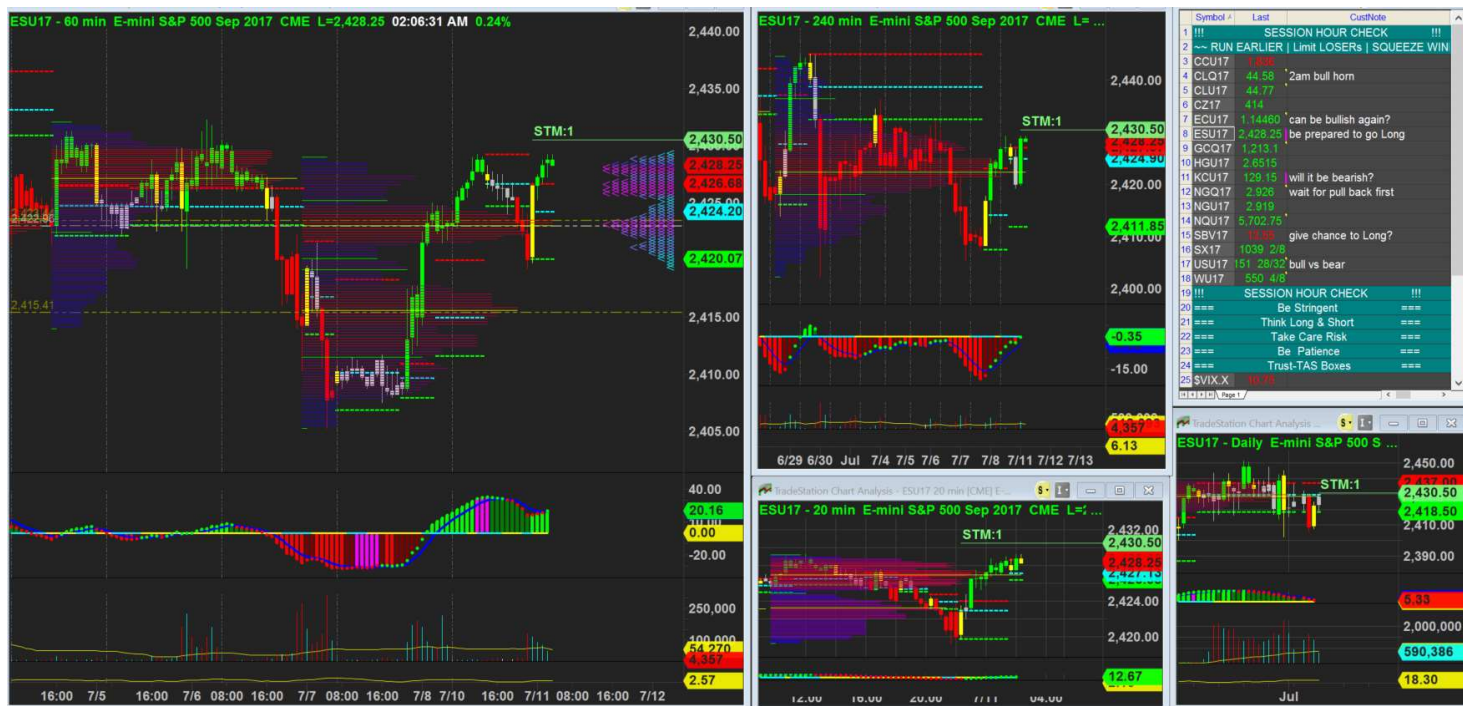 ESU17 - 60 min E-mini S&P 500 Sep 2017 CME L=2,428.25 02:06:31 AM 0.24%
2,440.00
2,435.00
STM:1
2,430.50
2,428.25
2,426.68
2,425.00
2,424.20
2,422.90
2,420.07
2,415.41
2,415.00
2,410.00
2,405.00
40.00
20.16
0.00
-20.00
250,000
100,000
54,270
4,357
2.57
16:00 7/5 16:00 7/6 08:00 16:00 7/7 08:00 16:00 7/8 7/10 16:00 7/11 08:00 16:00 7/12
ESU17 - 240 min E-mini S&P 500 Sep 2017 CME L= ...
2,440.00
STM:1
2,430.50
2,424.90
2,420.00
2,411.85
2,410.00
2,400.00
-0.35
-15.00
4,357
6.13
6/29 6/30 Jul 7/4 7/5 7/6 7/7 7/8 7/11 7/12 7/13
TradeStation Chart Analysis - ESU17 20 min [CME] E-...
ESU17 - 20 min E-mini S&P 500 Sep 2017 CME L=2 ...
2,432.00
STM:1
2,430.50
2,428.25
2,427.13
2,424.00
2,420.00
12.67
12:00 16:00 20:00 7/11 04:00
Symbol Last CustNote
1 !!! SESSION HOUR CHECK !!!
2 ~~ RUN EARLIER | Limit LOSERs | SQUEEZE WIN
3 CCU17
4 CLQ17 44.58 2am bull horn
5 CLU17 44.77
6 CZ17 414
7 ECU17 1.14460 can be bullish again?
8 ESU17 2,428.25 be prepared to go Long
9 GCQ17 1,213.1
10 HGU17 2.6515
11 KCU17 129.15 will it be bearish?
12 NGQ17 2.926 wait for pull back first
13 NGU17 2.919
14 NQU17 5,702.75
15 SBV17 give chance to Long?
16 SX17 1039 2/8
17 USU17 151 28/32 bull vs bear
18 WU17 550 4/8
19 !!! SESSION HOUR CHECK !!!
20 === Be Stringent ===
21 === Think Long & Short ===
22 === Take Care Risk ===
23 === Be Patience ===
24 === Trust-TAS Boxes ===
25 $VIX.X
Page 1
TradeStation Chart Analysis ...
ESU17 - Daily E-mini S&P 500 S ...
2,450.00
STM:1
2,430.50
2,418.50
2,410.00
2,390.00
5.33
2,000,000
590,386
18.30
Jul